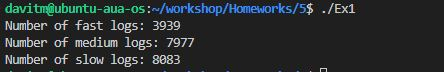 davitm@ubuntu-aua-os:~/workshop/Homeworks/5$ ./Ex1
Number of fast logs: 3939
Number of medium logs: 7977
Number of slow logs: 8083